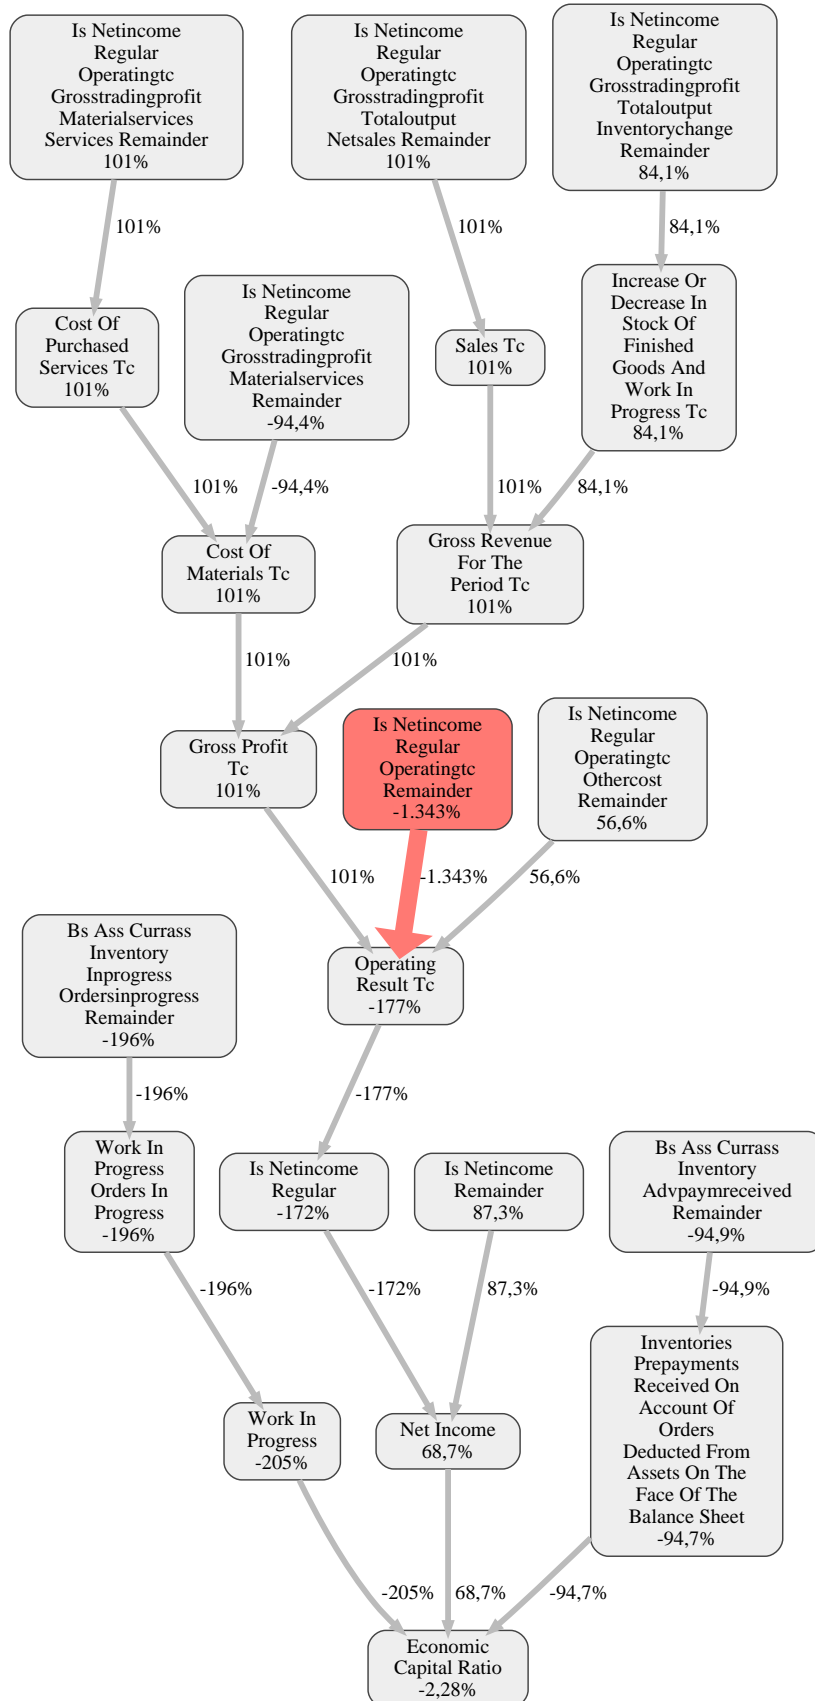 Is Netincome
Regular
Operatingtc
Grosstradingprofit
Materialservices
Services Remainder
101%
Is Netincome
Regular
Operatingtc
Grosstradingprofit
Totaloutput
Netsales Remainder
101%
Is Netincome
Regular
Operatingtc
Grosstradingprofit
Totaloutput
Inventorychange
Remainder
84,1%
101%
101%
84,1%
Cost Of
Purchased
Services Tc
101%
Is Netincome
Regular
Operatingtc
Grosstradingprofit
Materialservices
Remainder
-94,4%
Sales Tc
101%
Increase Or
Decrease In
Stock Of
Finished
Goods And
Work In
Progress Tc
84,1%
101%
-94,4%
101%
84,1%
Cost Of
Materials Tc
101%
Gross Revenue
For The
Period Tc
101%
101%
101%
Gross Profit
Tc
101%
Is Netincome
Regular
Operatingtc
Remainder
-1.343%
Is Netincome
Regular
Operatingtc
Othercost
Remainder
56,6%
101%
-1.343%
56,6%
Bs Ass Currass
Inventory
Inprogress
Ordersinprogress
Remainder
-196%
Operating
Result Tc
-177%
-196%
-177%
Work In
Progress
Orders In
Progress
-196%
Is Netincome
Regular
-172%
Is Netincome
Remainder
87,3%
Bs Ass Currass
Inventory
Advpaymreceived
Remainder
-94,9%
-196%
-172%
87,3%
-94,9%
Work In
Progress
-205%
Net Income
68,7%
Inventories
Prepayments
Received On
Account Of
Orders
Deducted From
Assets On The
Face Of The
Balance Sheet
-94,7%
-205%
68,7%
-94,7%
Economic
Capital Ratio
-2,28%